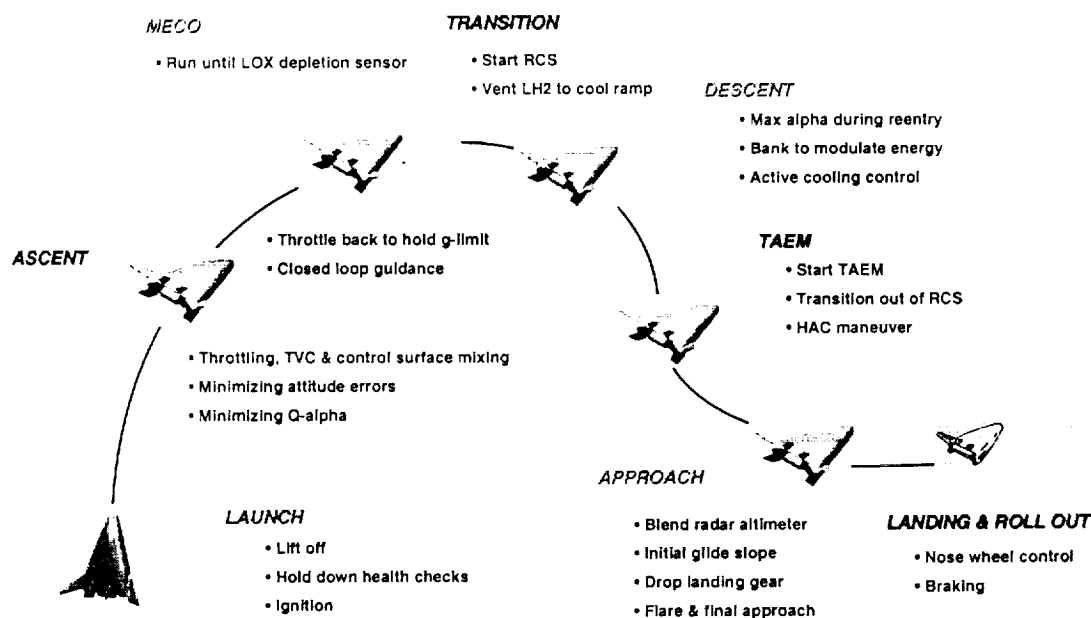 MECO
• Run until LOX depletion sensor
TRANSITION
• Start RCS
• Vent LH2 to cool ramp
DESCENT
• Max alpha during reentry
• Bank to modulate energy
• Active cooling control
ASCENT
• Throttle back to hold g-limit
• Closed loop guidance
TAEM
• Start TAEM
• Transition out of RCS
• HAC maneuver
• Throttling, TVC & control surface mixing
• Minimizing attitude errors
• Minimizing Q-alpha
LAUNCH
• Lift off
• Hold down health checks
• Ignition
APPROACH
• Blend radar altimeter
• Initial glide slope
• Drop landing gear
• Flare & final approach
LANDING & ROLL OUT
• Nose wheel control
• Braking